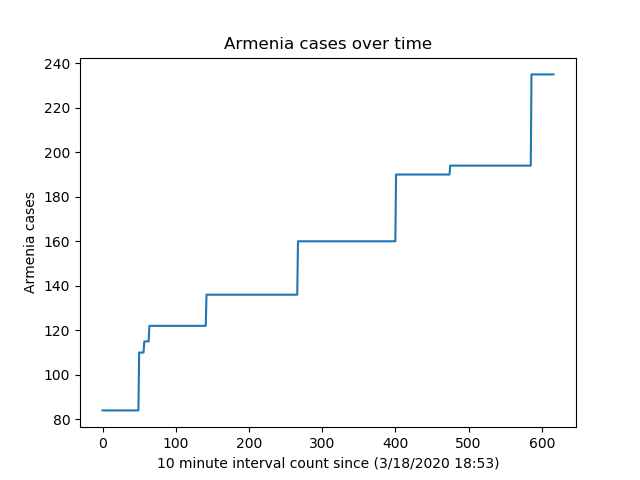 Armenia cases over time
240
220
200
180
160
140
120
100
80
Armenia cases
0 100 200 300 400 500 600
10 minute interval count since (3/18/2020 18:53)